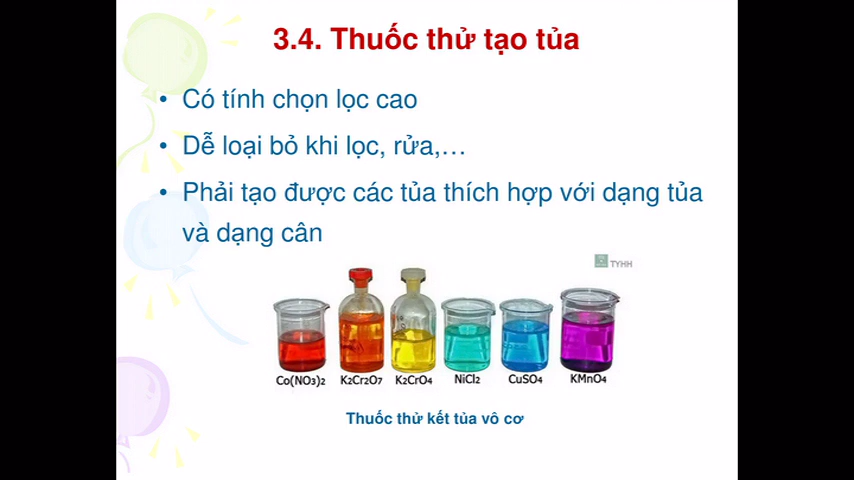 3.4. Thuốc thử tạo tủa
• Có tính chọn lọc cao
• Dễ loại bỏ khi lọc, rửa,…
• Phải tạo được các tủa thích hợp với dạng tủa
và dạng cân
TYHH
Co(NO₃)₂ K₂Cr₂O₇ K₂CrO₄ NiCl₂ CuSO₄ KMnO₄
Thuốc thử kết tủa vô cơ